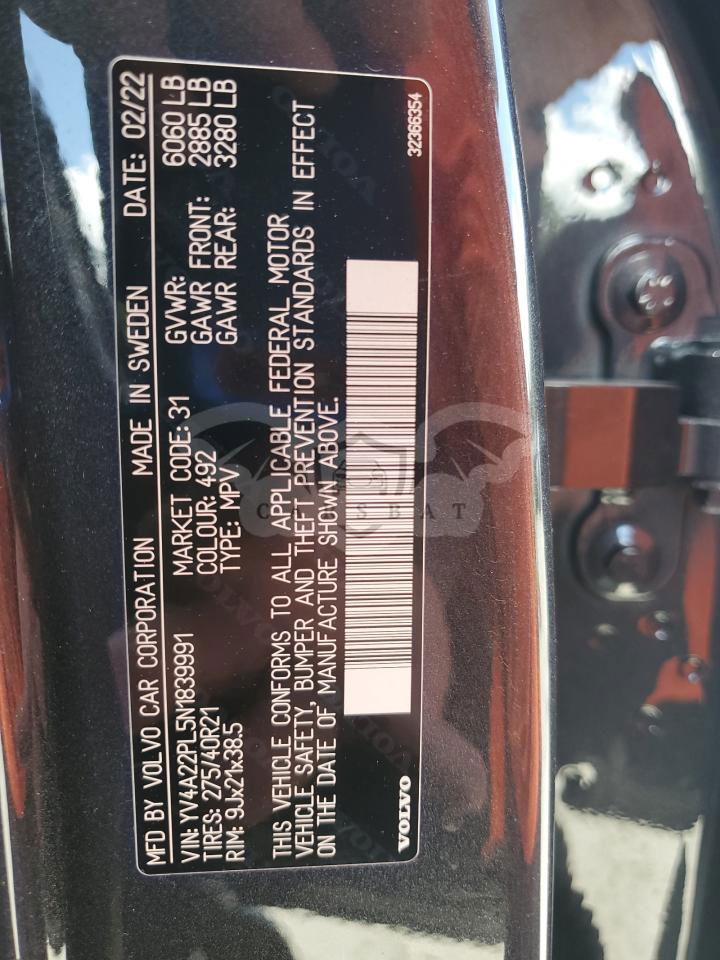 MFD BY VOLVO CAR CORPORATION MADE IN SWEDEN DATE: 02/22
VIN: YV4A22PL5N1839991 MARKET CODE: 31 GVWR: 6060 LB
TIRES: 275/40R21 COLOUR: 492 GAWR FRONT: 2885 LB
RIM: 9Jx21x38.5 TYPE: MPV GAWR REAR: 3280 LB
THIS VEHICLE CONFORMS TO ALL APPLICABLE FEDERAL MOTOR
VEHICLE SAFETY, BUMPER AND THEFT PREVENTION STANDARDS IN EFFECT
ON THE DATE OF MANUFACTURE SHOWN ABOVE.
VOLVO 32366354
CARSBAT